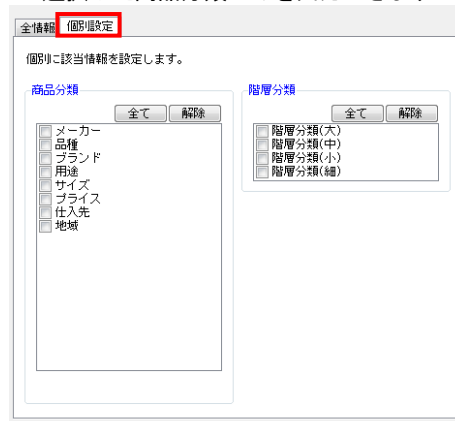 全情報 個別設定
個別に該当情報を設定します。
商品分類
全て 解除
メーカー
品種
ブランド
用途
サイズ
プライス
仕入先
地域
階層分類
全て 解除
階層分類(大)
階層分類(中)
階層分類(小)
階層分類(細)